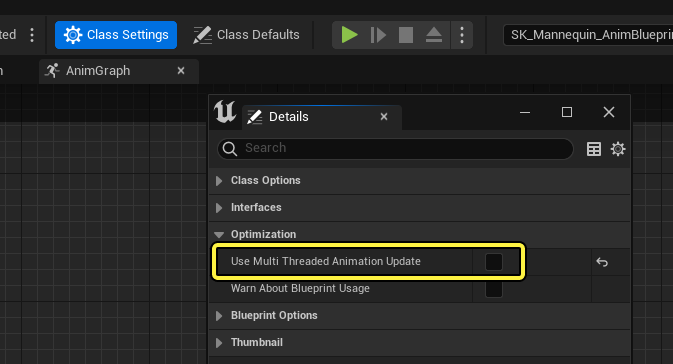 ted
Class Settings
Class Defaults
SK_Mannequin_AnimBlueprin
n
AnimGraph
Details
Search
Class Options
Interfaces
Optimization
Use Multi Threaded Animation Update
Warn About Blueprint Usage
Blueprint Options
Thumbnail